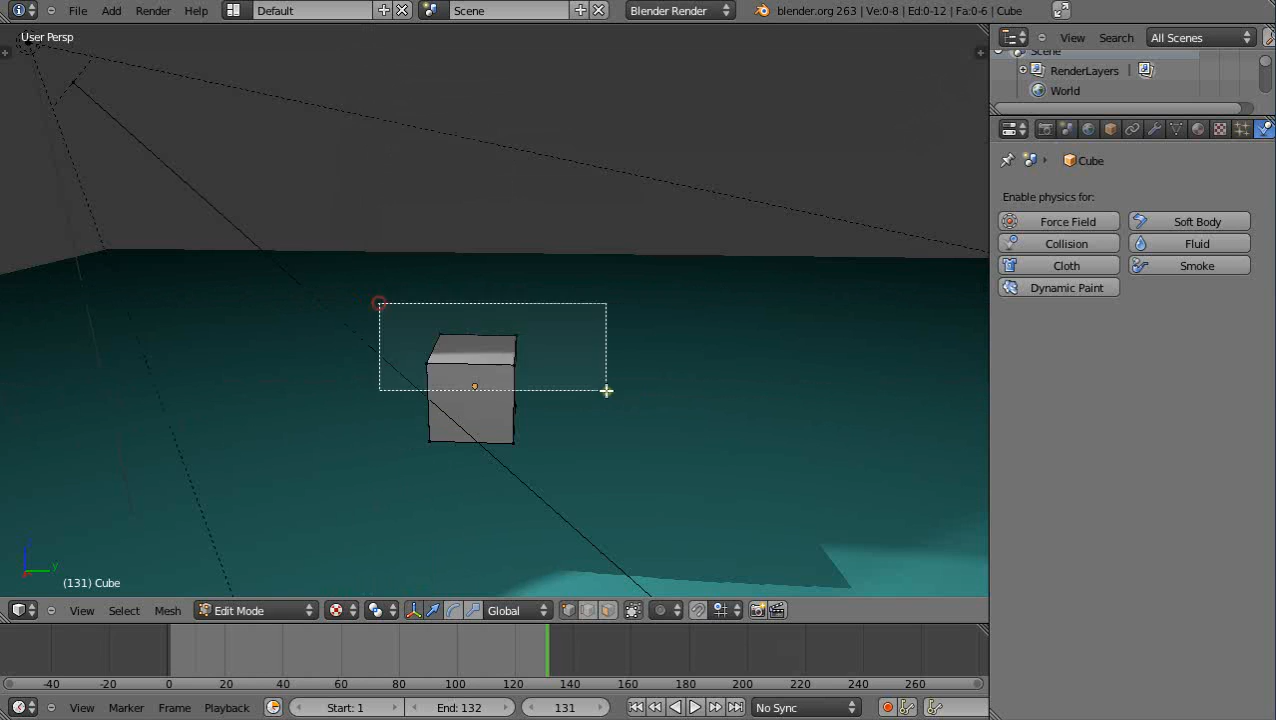 File Add Render Help Default Scene Blender Render blender.org 263 | Ve:0-8 | Ed:0-12 | Fa:0-6 | Cube
User Persp
View Search All Scenes
Scene
RenderLayers
World
Cube
Enable physics for:
Force Field Soft Body
Collision Fluid
Cloth Smoke
Dynamic Paint
y
(131) Cube
View Select Mesh Edit Mode Global
-40 -20 0 20 40 60 80 100 120 140 160 180 200 220 240 260
View Marker Frame Playback Start: 1 End: 132 131 No Sync